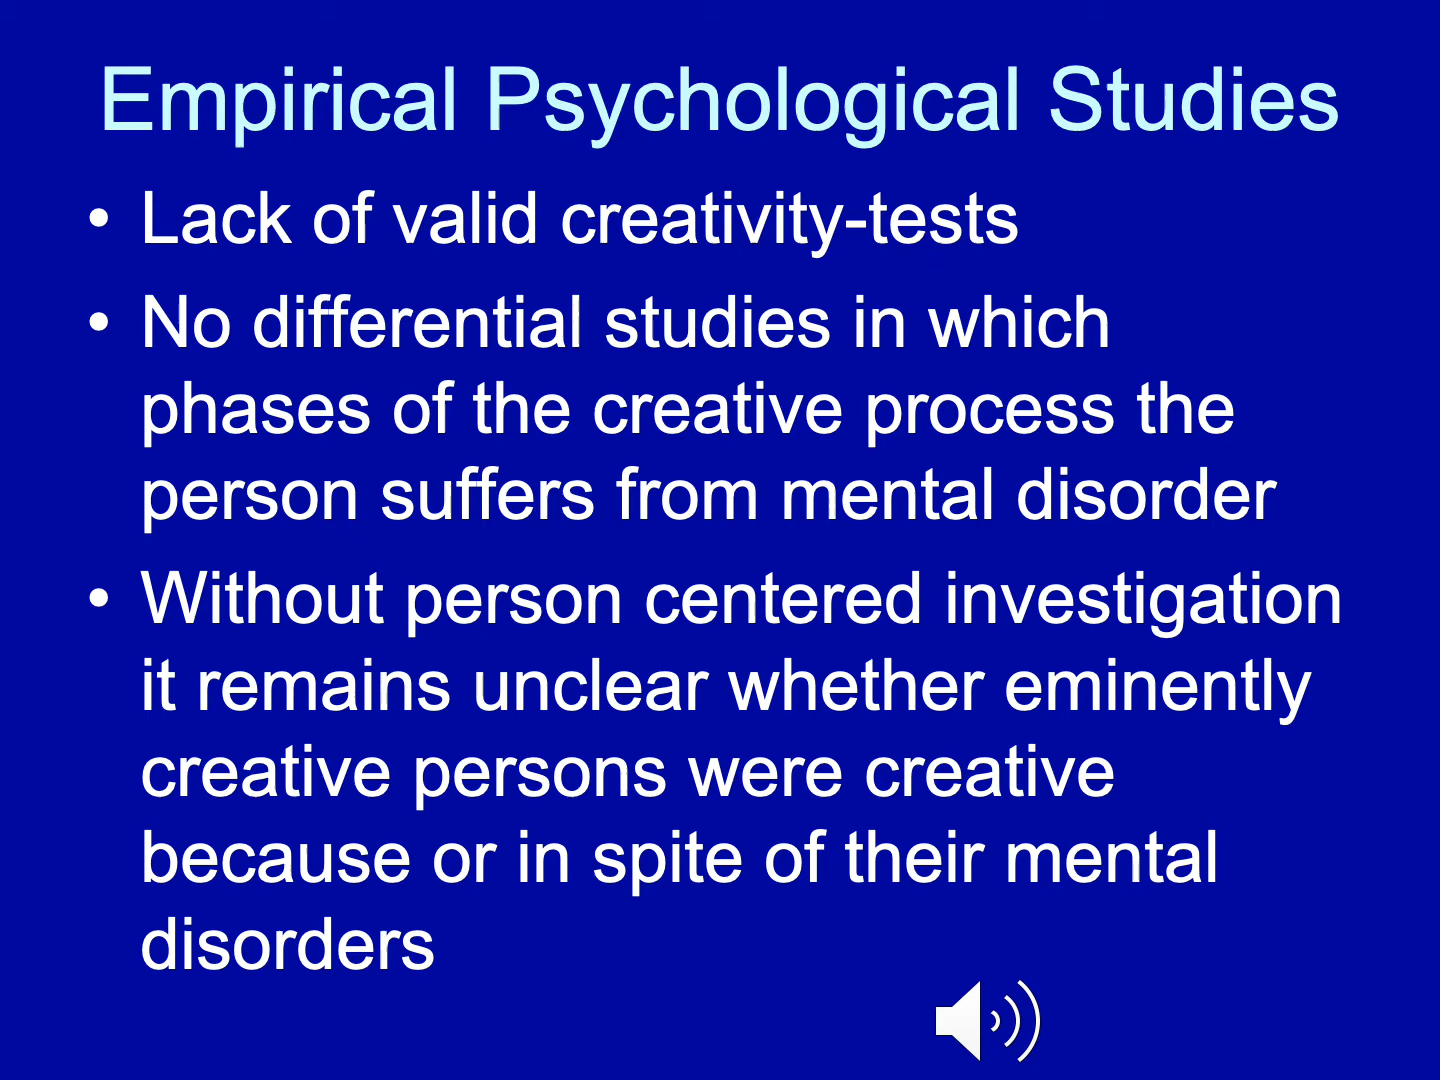 Empirical Psychological Studies
• Lack of valid creativity-tests
• No differential studies in which
phases of the creative process the
person suffers from mental disorder
• Without person centered investigation
it remains unclear whether eminently
creative persons were creative
because or in spite of their mental
disorders